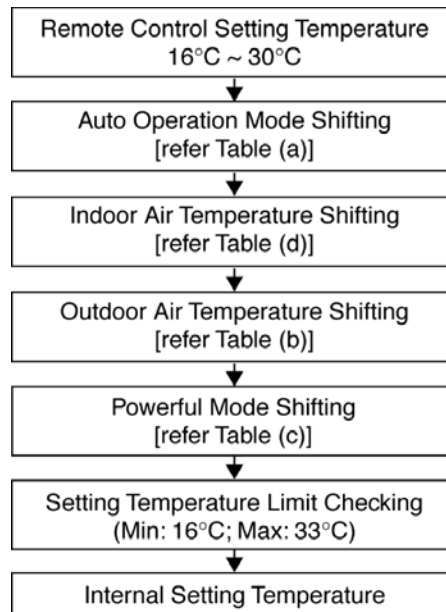 Remote Control Setting Temperature
16°C ~ 30°C
Auto Operation Mode Shifting
[refer Table (a)]
Indoor Air Temperature Shifting
[refer Table (d)]
Outdoor Air Temperature Shifting
[refer Table (b)]
Powerful Mode Shifting
[refer Table (c)]
Setting Temperature Limit Checking
(Min: 16°C; Max: 33°C)
Internal Setting Temperature